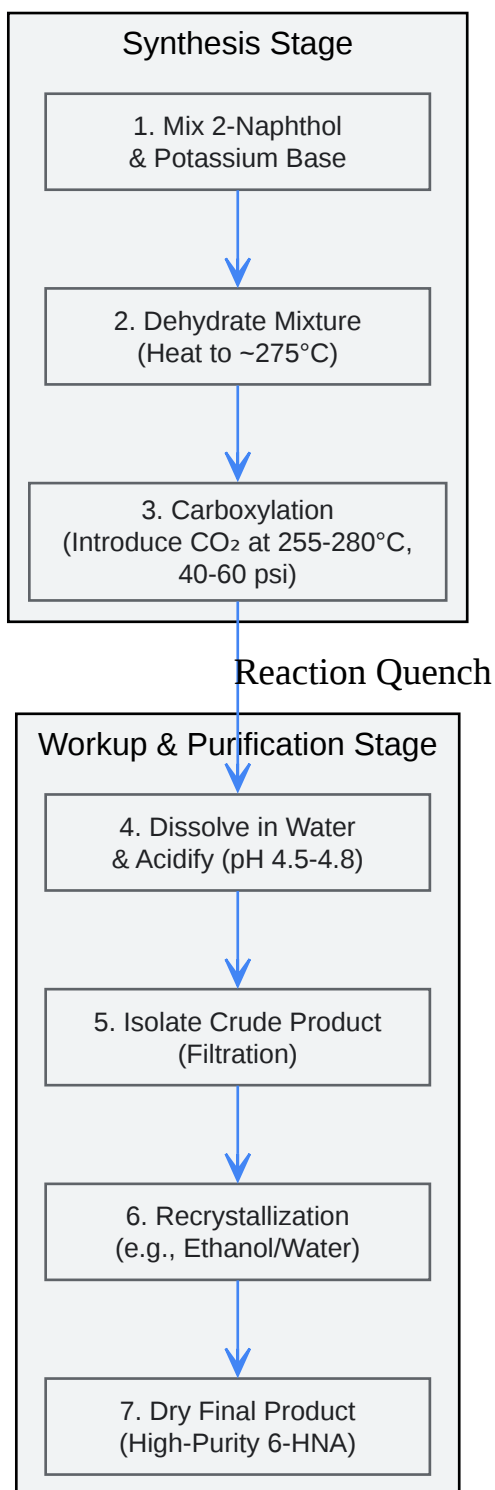 Synthesis Stage
1. Mix 2-Naphthol
& Potassium Base
2. Dehydrate Mixture
(Heat to ~275°C)
3. Carboxylation
(Introduce CO₂ at 255-280°C,
40-60 psi)
Reaction Quench
Workup & Purification Stage
4. Dissolve in Water
& Acidify (pH 4.5-4.8)
5. Isolate Crude Product
(Filtration)
6. Recrystallization
(e.g., Ethanol/Water)
7. Dry Final Product
(High-Purity 6-HNA)